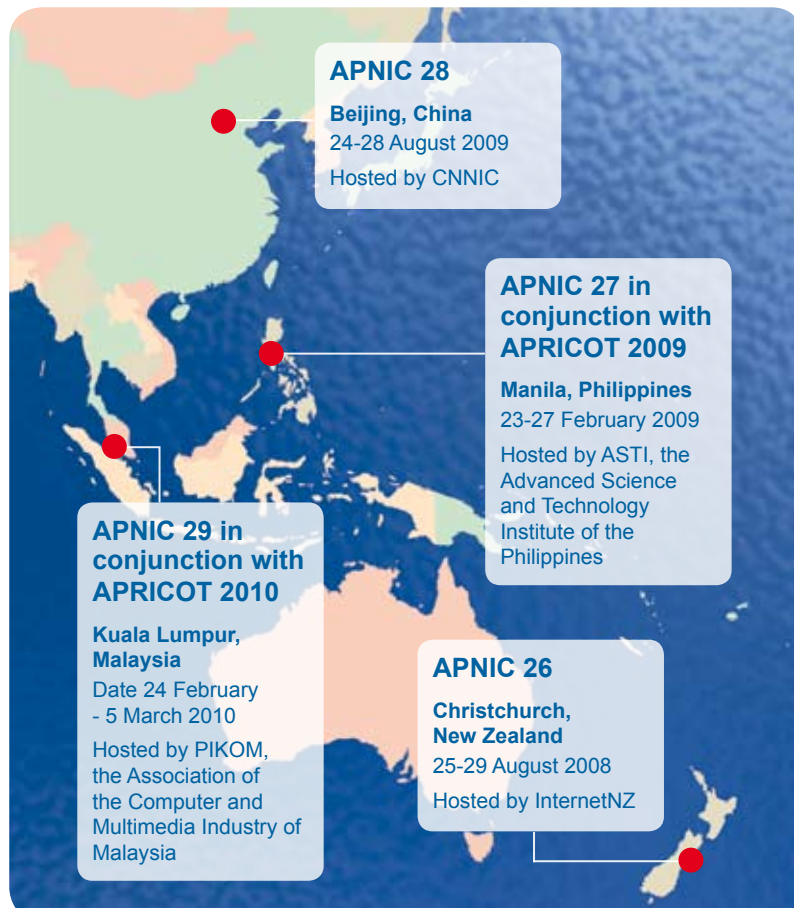 APNIC 28
Beijing, China
24-28 August 2009
Hosted by CNNIC
APNIC 27 in
conjunction with
APRICOT 2009
Manila, Philippines
23-27 February 2009
Hosted by ASTI, the
Advanced Science
and Technology
Institute of the
Philippines
APNIC 29 in
conjunction with
APRICOT 2010
Kuala Lumpur,
Malaysia
Date 24 February
- 5 March 2010
Hosted by PIKOM,
the Association of
the Computer and
Multimedia Industry of
Malaysia
APNIC 26
Christchurch,
New Zealand
25-29 August 2008
Hosted by InternetNZ